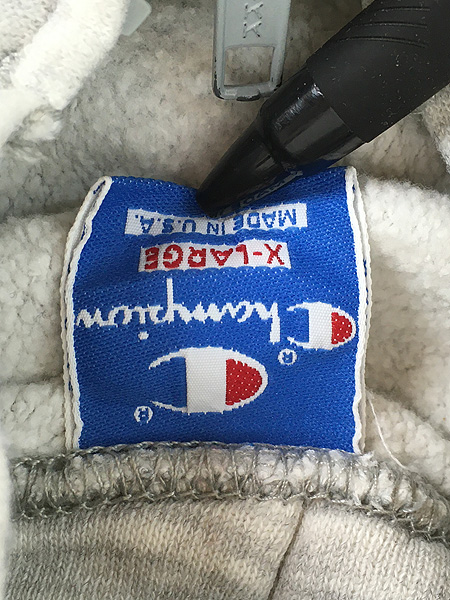 ®
Champion ®
X-LARGE
MADE IN U.S.A.